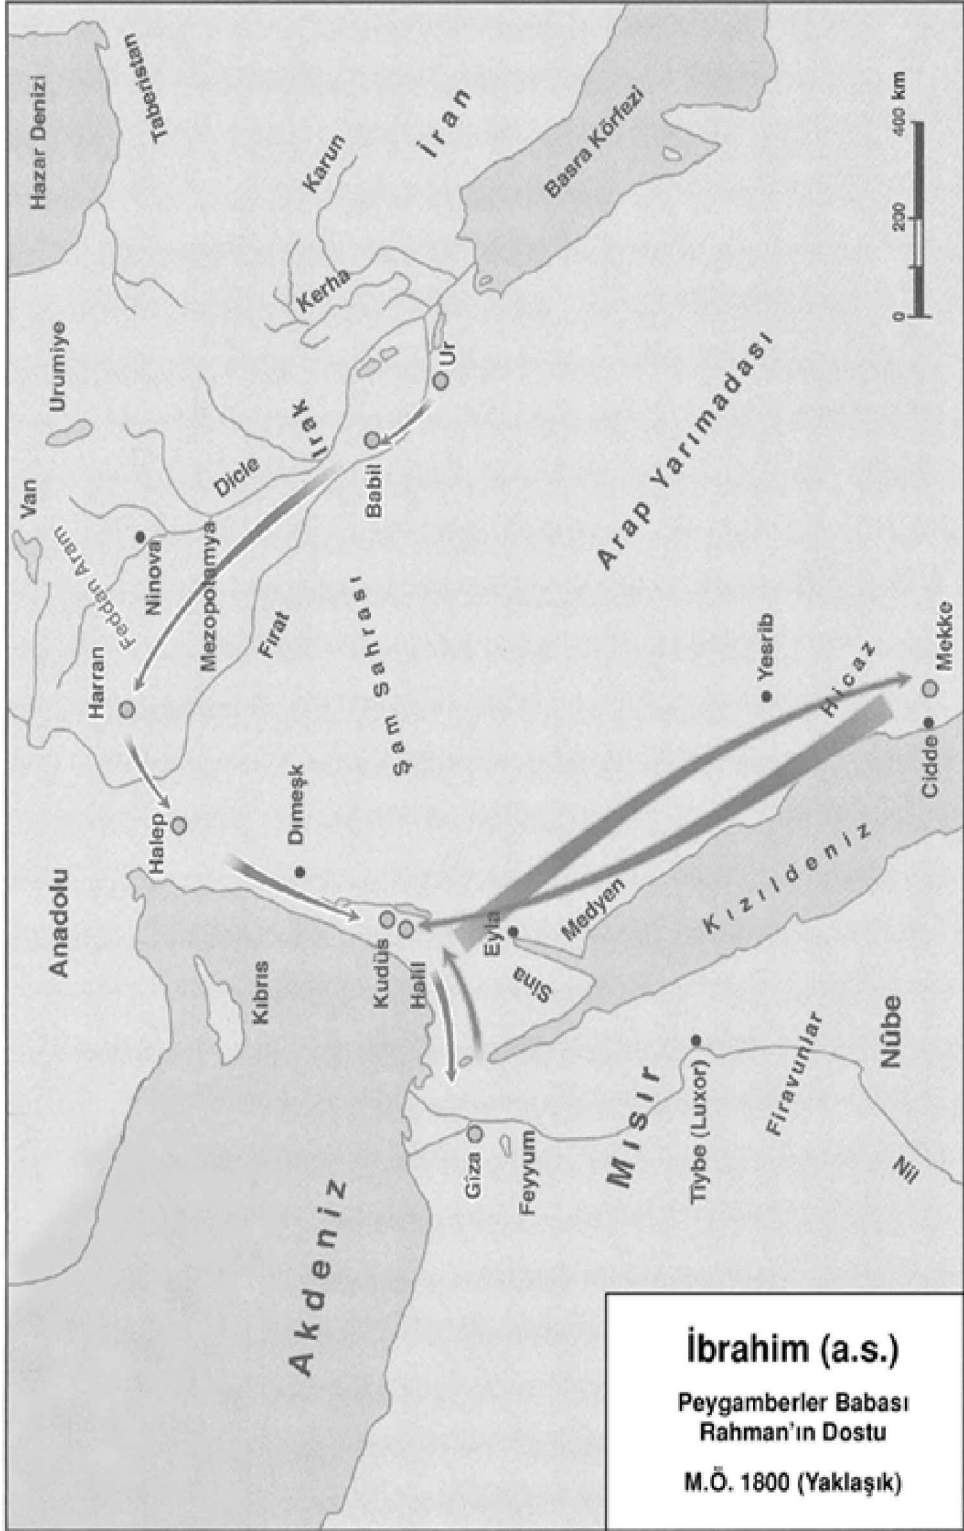 Hazar Denizi
Taberistan
Karun
İran
Basra Körfezi
0 200 400 km
Kerha
Urumiye
Ur
Irak
Dicle
Babil
Arap Yarımadası
Van
Feddan Aram
Ninova
Mezopotamya
Fırat
Şam Sahrası
Harran
Yesrib
Hicaz
Mekke
Cidde
Halep
Dımeşk
Anadolu
Kıbrıs
Kudüs
Halil
Eyla
Medyen
Kızıldeniz
Sina
Nûbe
Mısır
Tiybe (Luxor)
Firavunlar
Nil
Giza
Feyyum
Akdeniz
İbrahim (a.s.)
Peygamberler Babası
Rahman'ın Dostu
M.Ö. 1800 (Yaklaşık)